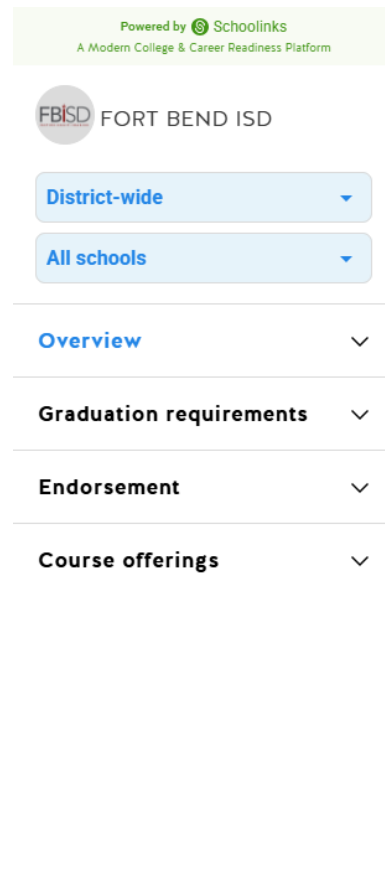 Powered by Schoolinks
A Modern College & Career Readiness Platform
FBiSD FORT BEND ISD
District-wide
All schools
Overview
Graduation requirements
Endorsement
Course offerings